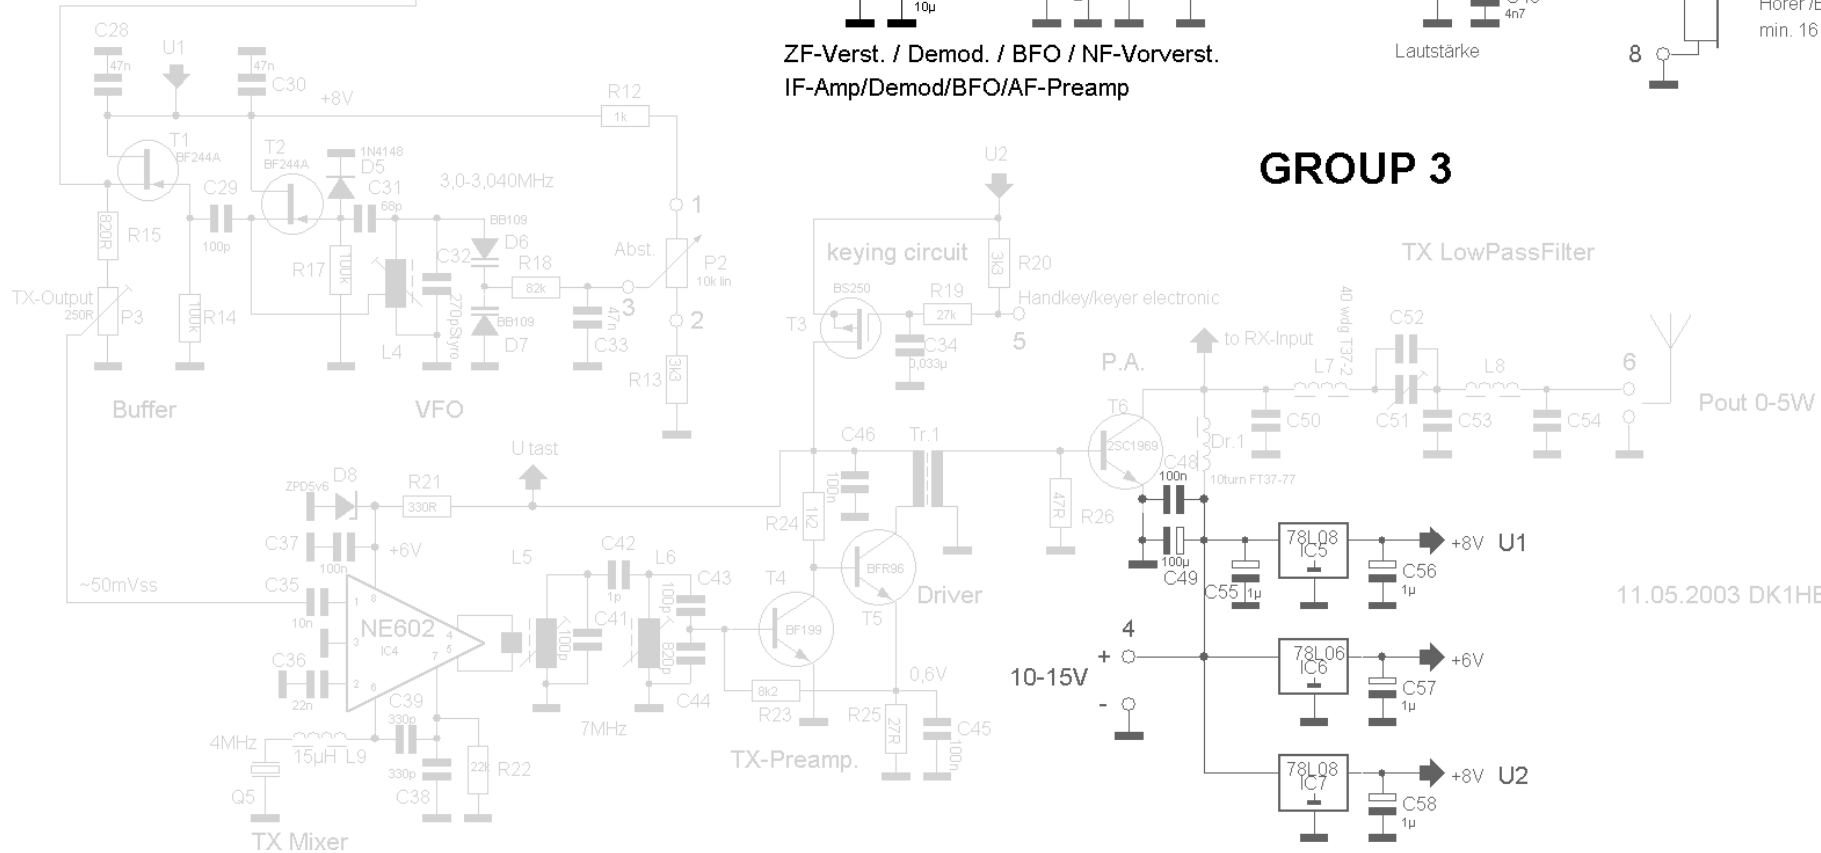 10µ
C28
U1
47n
47n
C30
+8V
R12
1k
ZF-Verst. / Demod. / BFO / NF-Vorverst.
IF-Amp/Demod/BFO/AF-Preamp
4n7
Lautstärke
min. 16
8
GROUP 3
T1
BF244A
T2
BF244A
1N4148
D5
C29
100p
C31
68p
3,0-3,040MHz
1
BB109
D6
R15
820R
R17
100k
C32
270pStyro
R18
82k
Abst.
P2
10k lin
3
2
47n
C33
BB109
D7
L4
TX-Output
250R
P3
100k
R14
R13
3K3
Buffer
VFO
U2
keying circuit
BS250
T3
R20
3K3
R19
27k
Handkey/keyer electronic
5
C34
0,033µ
TX LowPassFilter
to RX-Input
40 wdg T37-2
L7
C52
L8
6
P.A.
T6
2SC1969
C50
C51
C53
C54
Pout 0-5W
Dr.1
10turn FT37-77
C48
100n
47R
R26
C49
100µ
U tast
D8
ZPD5v6
R21
330R
C46
100n
Tr.1
R24
1K2
C37
100n
+6V
C35
10n
~50mVss
1
8
3
NE602
IC4
4
5
7
2
6
C36
22n
L5
100p
C41
C42
1p
L6
100p
C43
820p
C44
T4
BF199
BFR96
T5
Driver
8k2
R23
0,6V
R25
27R
C45
100n
7MHz
TX-Preamp.
4MHz
15µH L9
C39
330p
330p
C38
22k
R22
Q5
TX Mixer
78L08
IC5
C55
1µ
C56
1µ
+8V U1
11.05.2003 DK1HE
4
+
10-15V
-
78L06
IC6
C57
1µ
+6V
78L08
IC7
C58
1µ
+8V U2